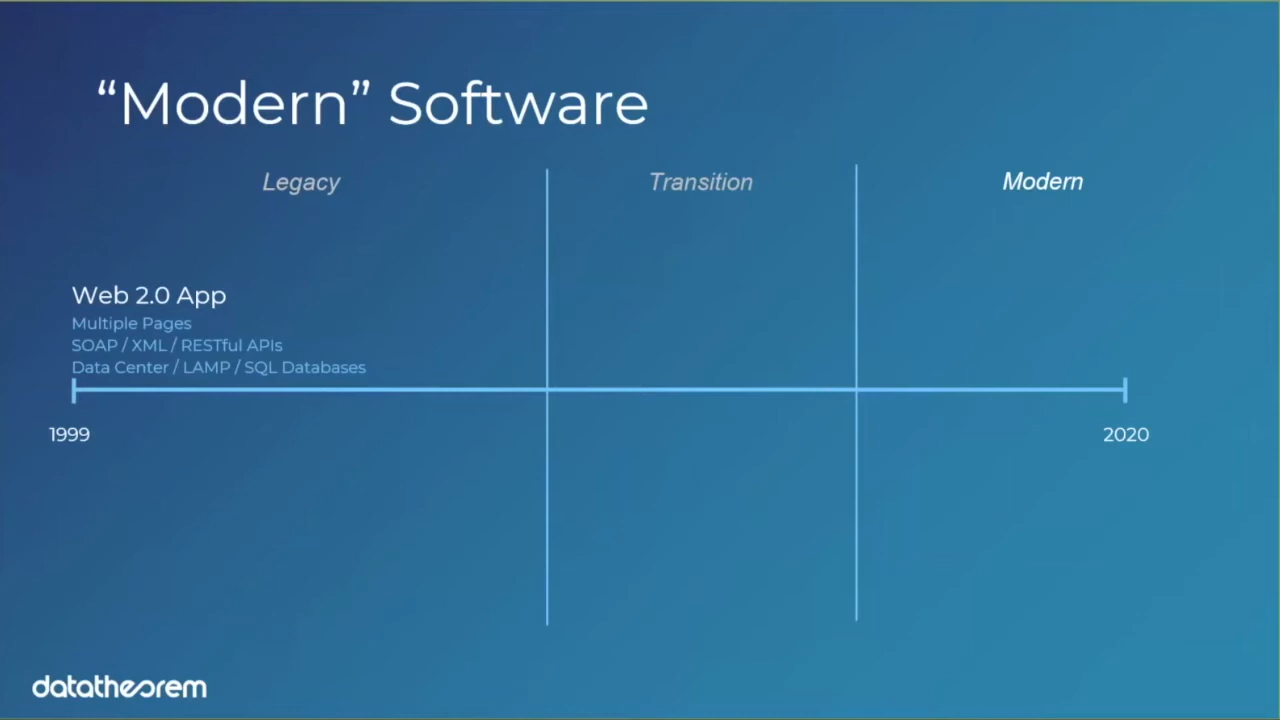 “Modern” Software
Legacy
Transition
Modern
Web 2.0 App
Multiple Pages
SOAP / XML / RESTful APIs
Data Center / LAMP / SQL Databases
1999
2020
datatheorem